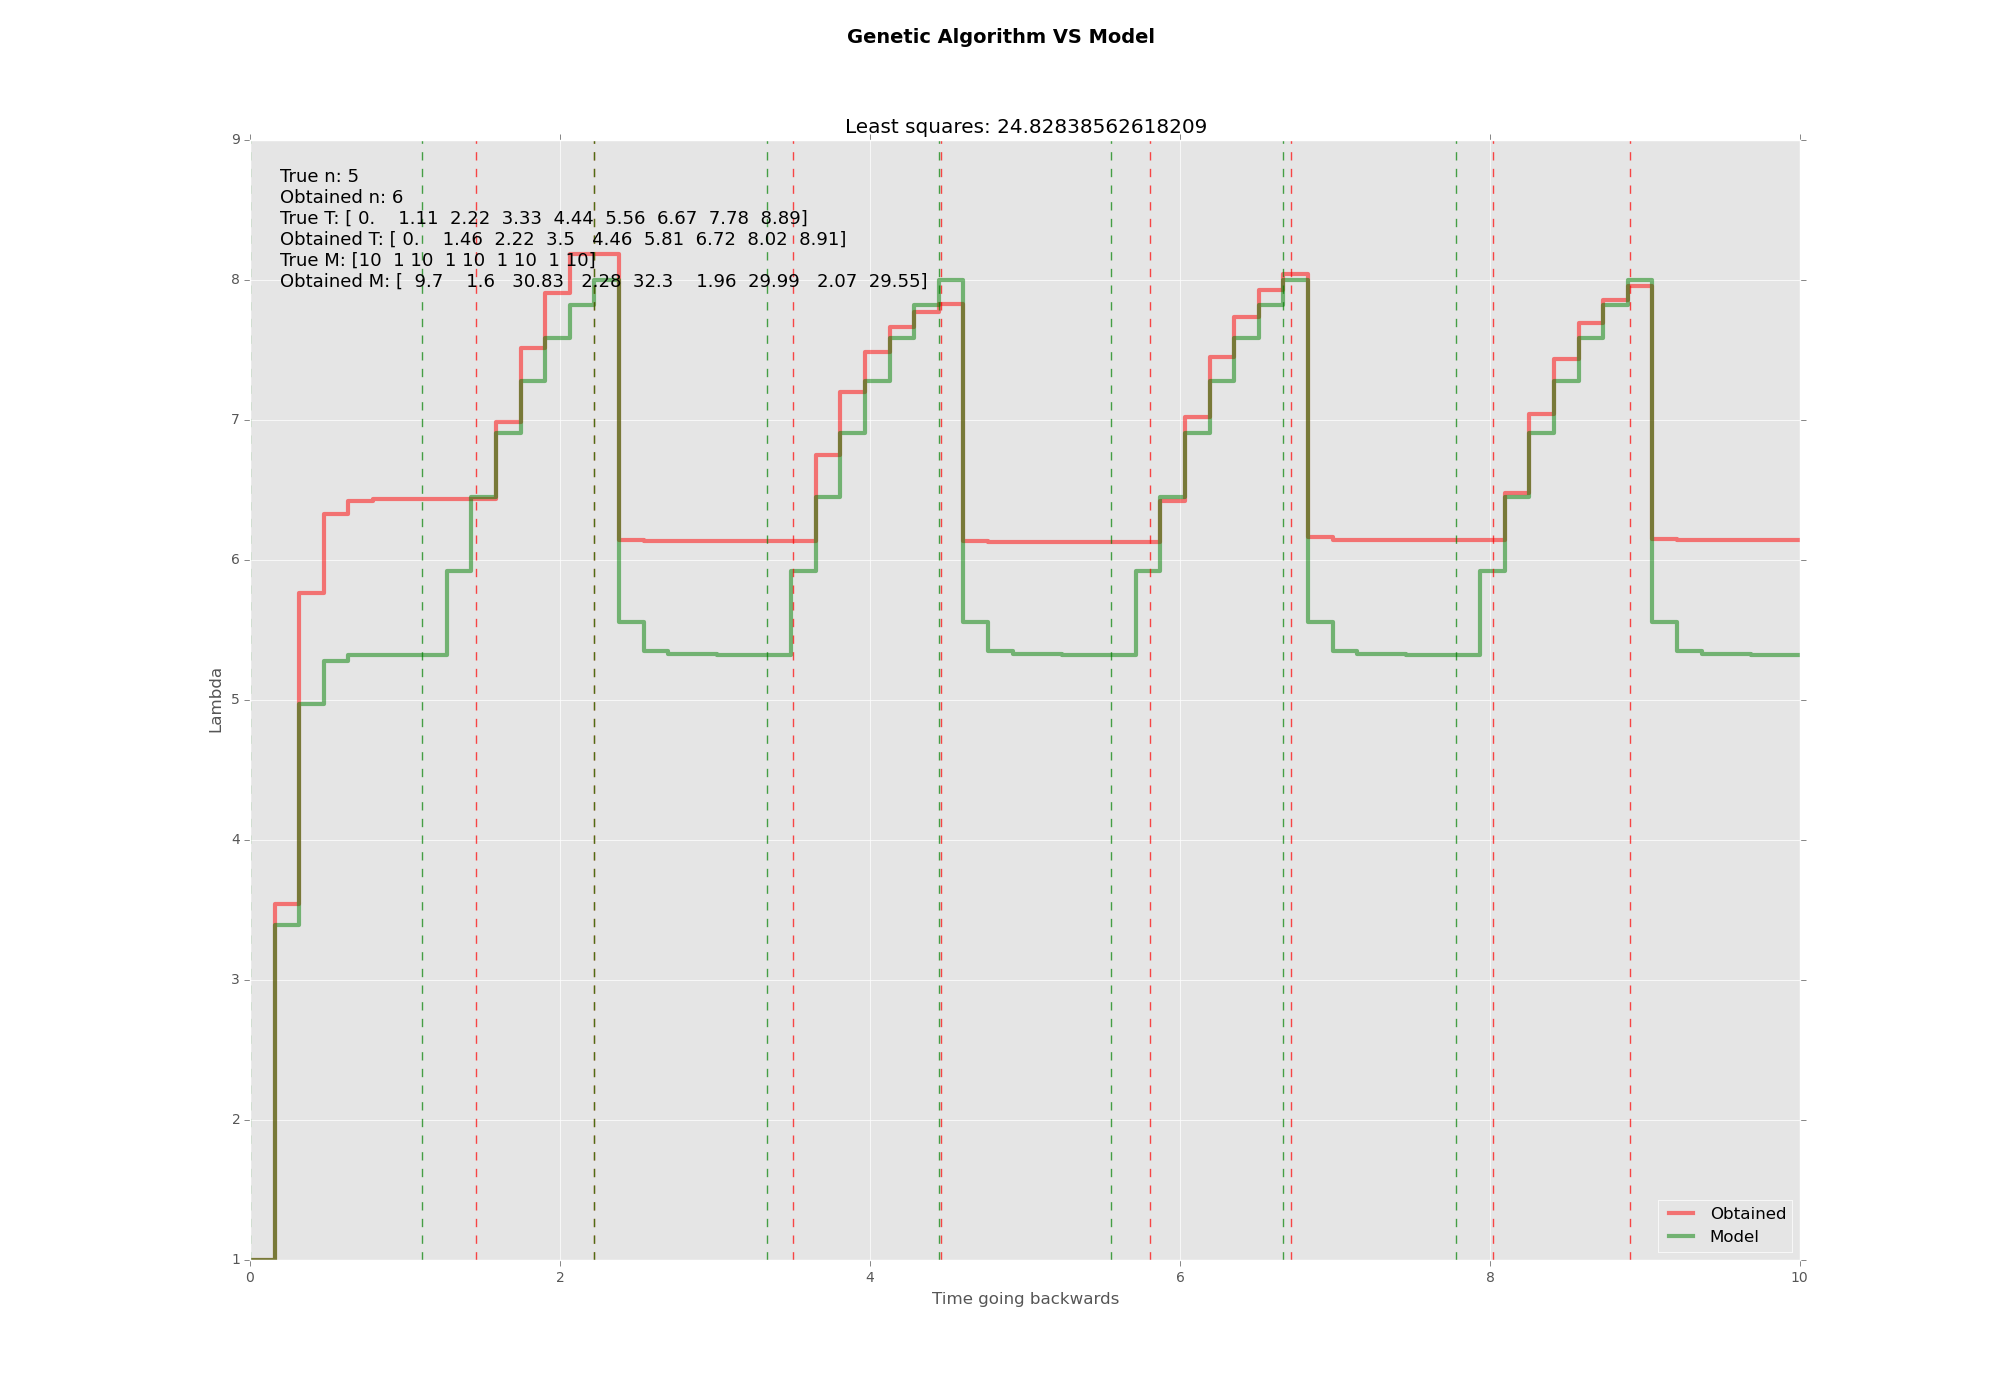 Genetic Algorithm VS Model
Least squares: 24.82838562618209
9
True n: 5
Obtained n: 6
True T: [ 0. 1.11 2.22 3.33 4.44 5.56 6.67 7.78 8.89]
Obtained T: [ 0. 1.46 2.22 3.5 4.46 5.81 6.72 8.02 8.91]
True M: [10 1 10 1 10 1 10 1 10]
Obtained M: [ 9.7 1.6 30.83 2.28 32.3 1.96 29.99 2.07 29.55]
8
7
6
5
Lambda
4
3
2
1
Obtained
Model
0 2 4 6 8 10
Time going backwards